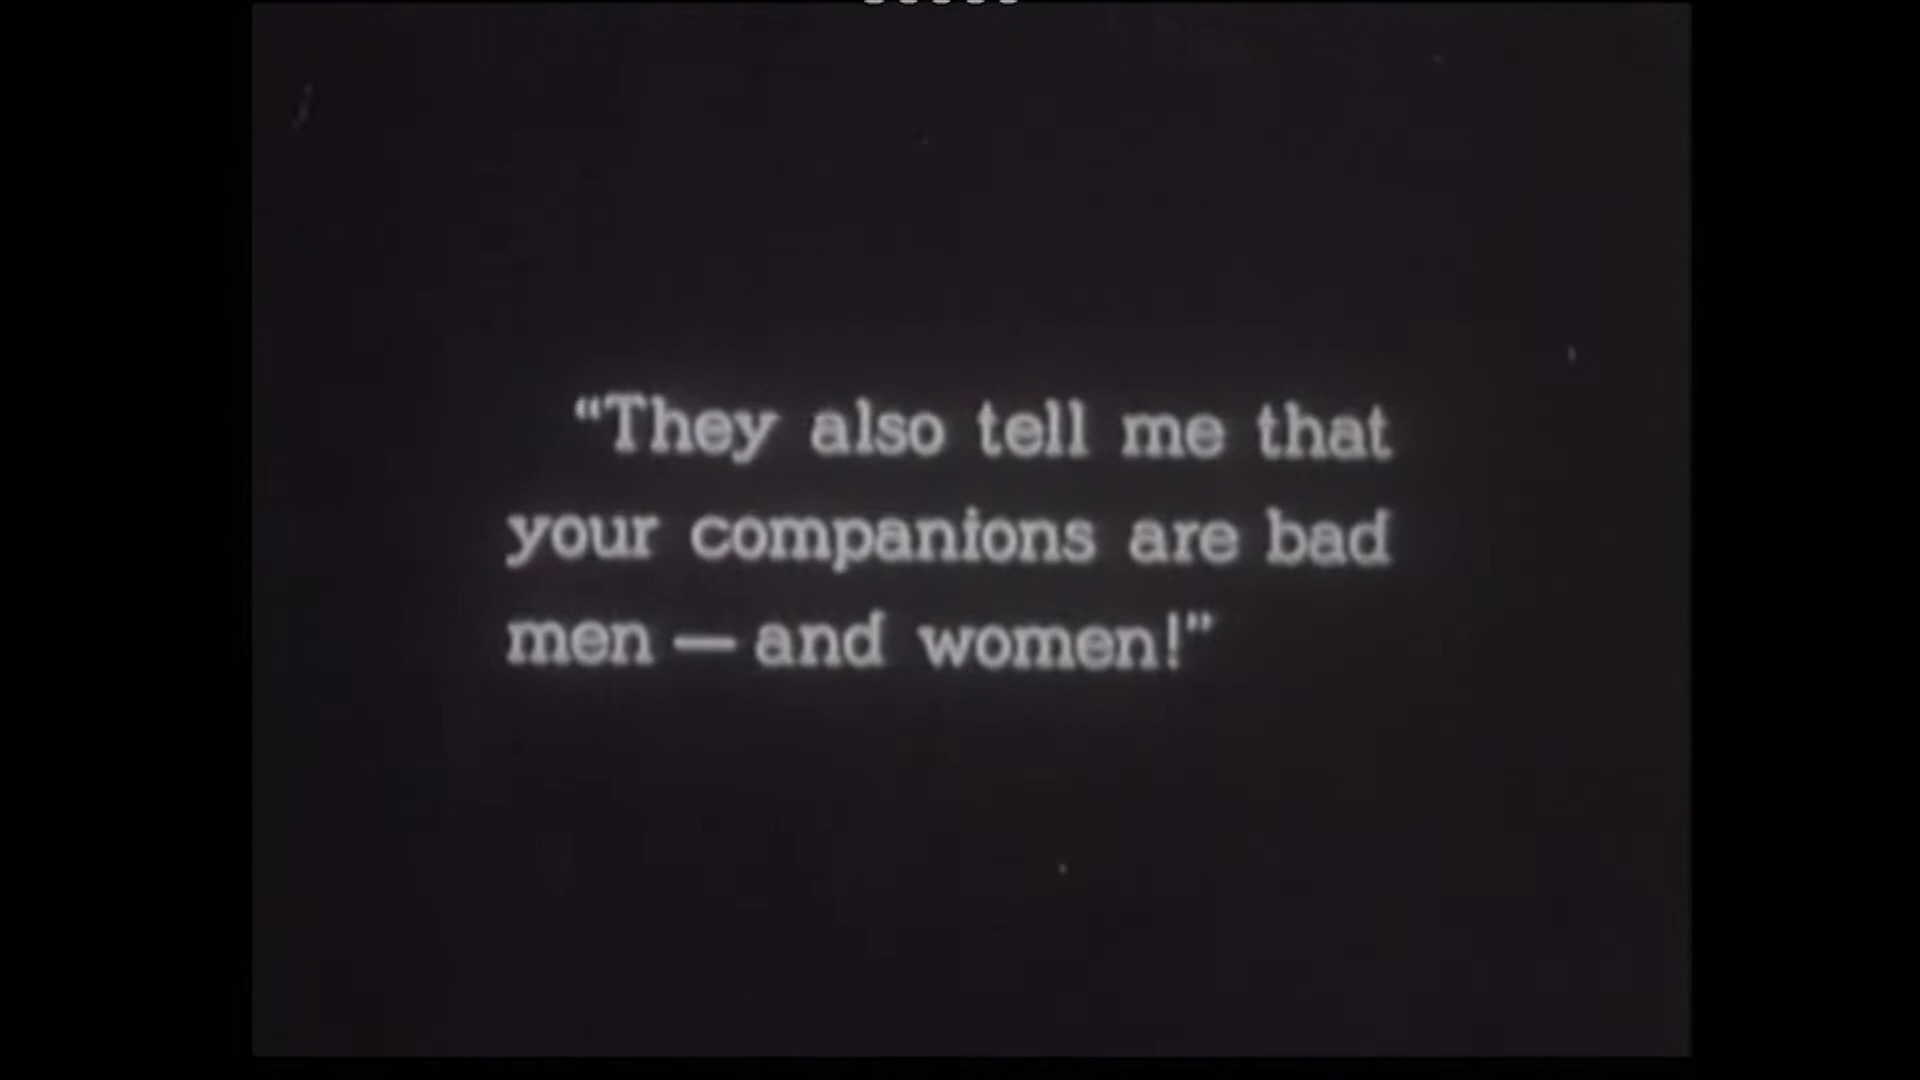 “They also tell me that
your companions are bad
men — and women!”